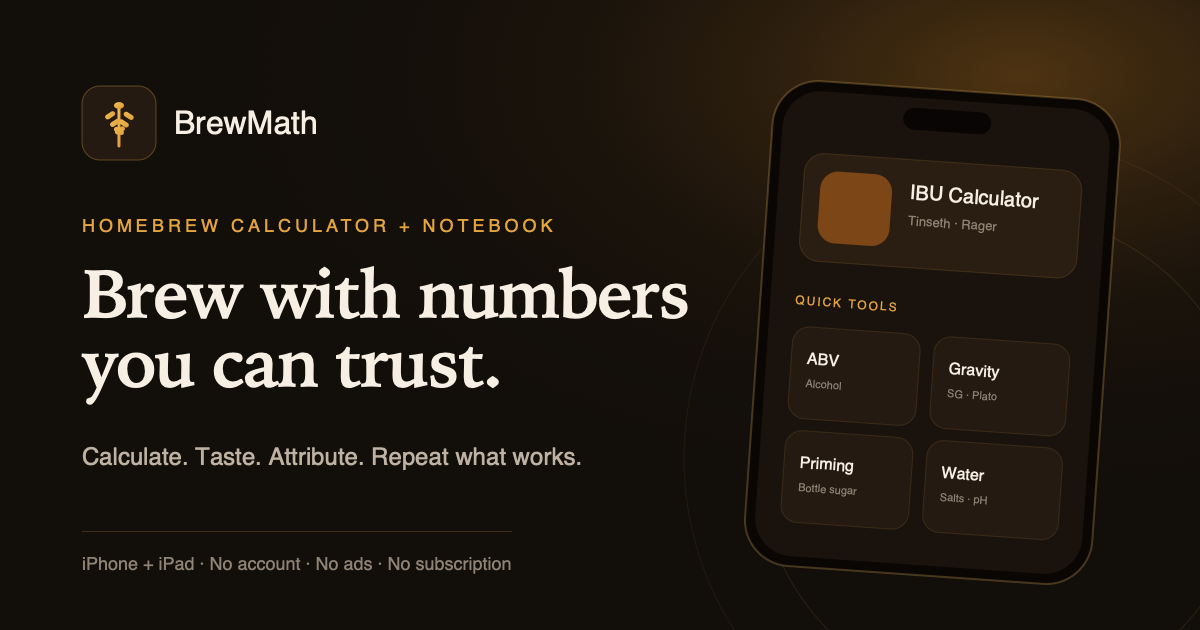 BrewMath
HOMEBREW CALCULATOR + NOTEBOOK
Brew with numbers
you can trust.
Calculate. Taste. Attribute. Repeat what works.
iPhone + iPad · No account · No ads · No subscription
IBU Calculator
Tinseth · Rager
QUICK TOOLS
ABV
Alcohol
Gravity
SG · Plato
Priming
Bottle sugar
Water
Salts · pH